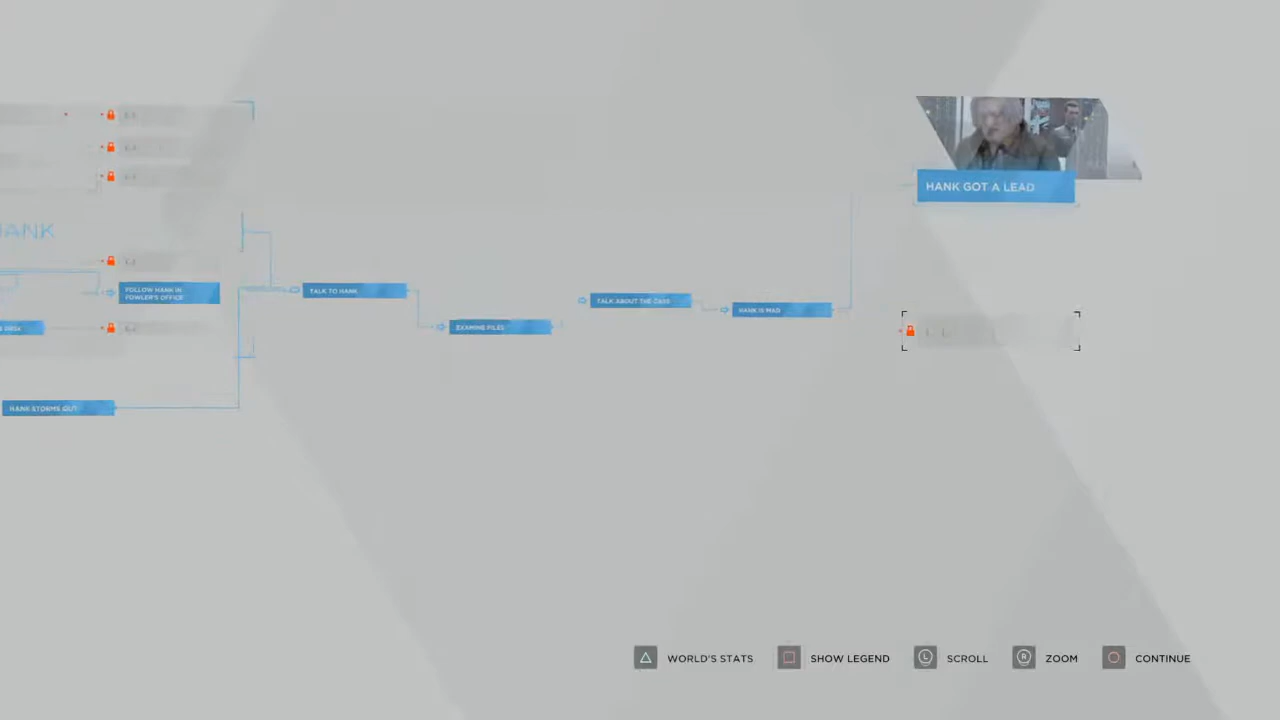 HANK GOT A LEAD
ANK
FOLLOW HANK IN
FOWLER'S OFFICE
TALK TO HANK
TALK ABOUT THE CASE
HANK IS MAD
DESK
EXAMINE FILES
HANK STORMS OUT
WORLD'S STATS
SHOW LEGEND
L
SCROLL
R
ZOOM
CONTINUE